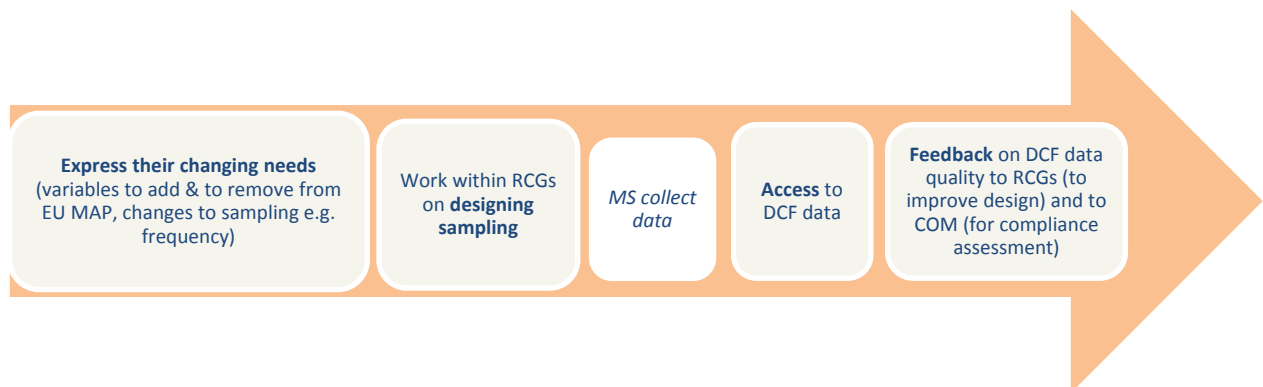 Express their changing needs
(variables to add & to remove from
EU MAP, changes to sampling e.g.
frequency)
Work within RCGs
on designing
sampling
MS collect
data
Access to
DCF data
Feedback on DCF data
quality to RCGs (to
improve design) and to
COM (for compliance
assessment)